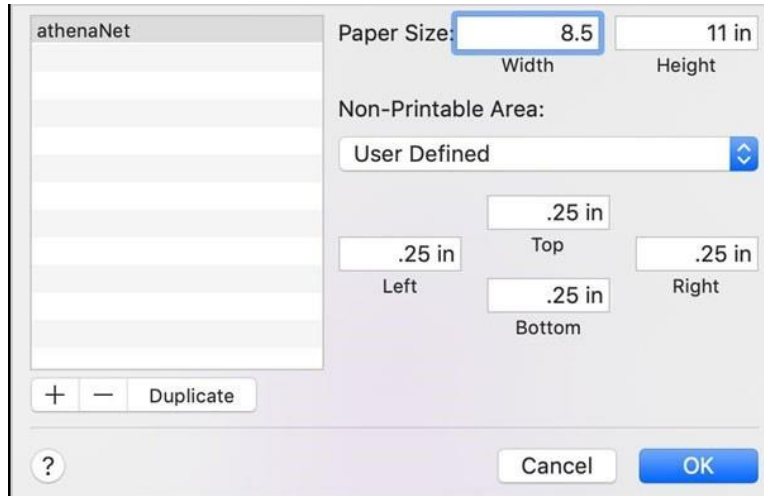 athenaNet
Paper Size: 8.5 11 in
Width Height
Non-Printable Area:
User Defined
.25 in
Top
.25 in .25 in
Left Right
.25 in
Bottom
+ − Duplicate
? Cancel OK